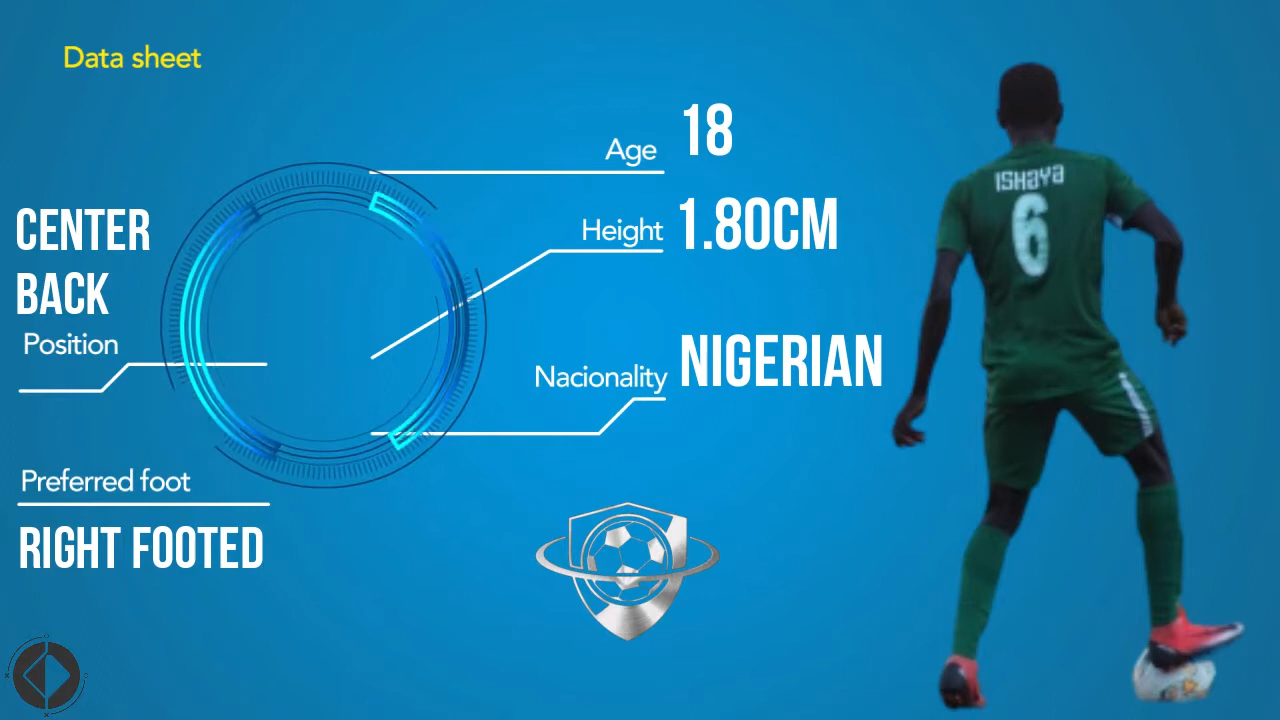 Data sheet
Age 18
Height 1.80CM
CENTER
BACK
Position
Nacionality NIGERIAN
Preferred foot
RIGHT FOOTED
ISHAYA
6